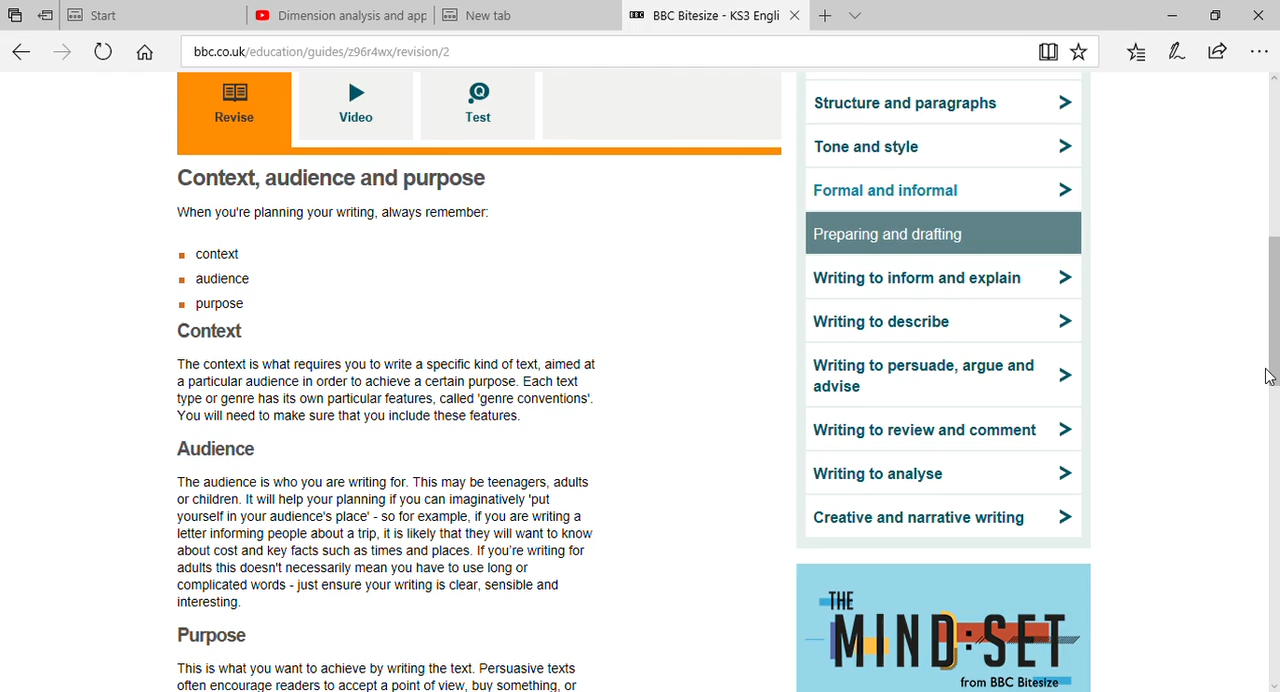 Start
Dimension analysis and app
New tab
BBC Bitesize - KS3 Engli
bbc.co.uk/education/guides/z96r4wx/revision/2
Revise
Video
Test
Context, audience and purpose
When you're planning your writing, always remember:
context
audience
purpose
Context
The context is what requires you to write a specific kind of text, aimed at
a particular audience in order to achieve a certain purpose. Each text
type or genre has its own particular features, called 'genre conventions'.
You will need to make sure that you include these features.
Audience
The audience is who you are writing for. This may be teenagers, adults
or children. It will help your planning if you can imaginatively 'put
yourself in your audience's place' - so for example, if you are writing a
letter informing people about a trip, it is likely that they will want to know
about cost and key facts such as times and places. If you're writing for
adults this doesn't necessarily mean you have to use long or
complicated words - just ensure your writing is clear, sensible and
interesting.
Purpose
This is what you want to achieve by writing the text. Persuasive texts
often encourage readers to accept a point of view, buy something, or
Structure and paragraphs
Tone and style
Formal and informal
Preparing and drafting
Writing to inform and explain
Writing to describe
Writing to persuade, argue and
advise
Writing to review and comment
Writing to analyse
Creative and narrative writing
THE
MIND:SET
from BBC Bitesize